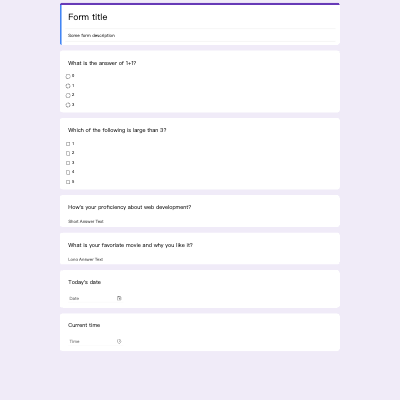 Form title
Some form description
What is the answer of 1+1?
0
1
2
3
Which of the following is large than 3?
1
2
3
4
5
How's your proficiency about web development?
Short Answer Text
What is your favoriate movie and why you like it?
Long Answer Text
Today's date
Date
Current time
Time